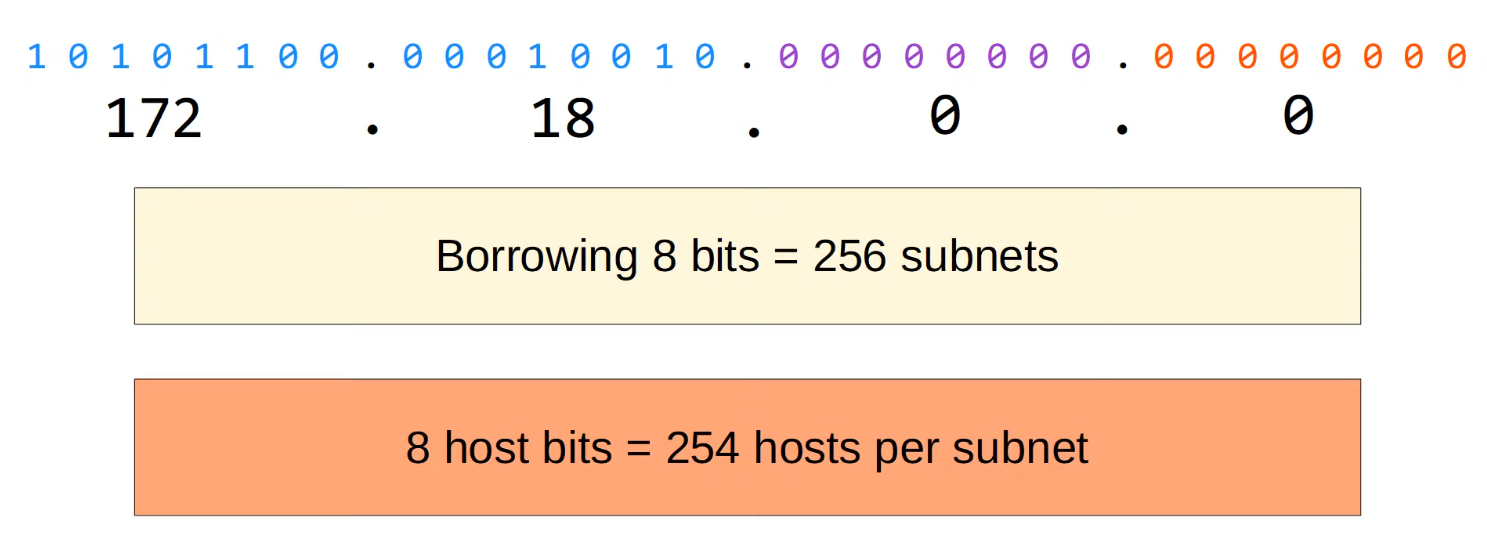 1 0 1 0 1 1 0 0 . 0 0 0 1 0 0 1 0 . 0 0 0 0 0 0 0 0 . 0 0 0 0 0 0 0 0
172 . 18 . 0 . 0
Borrowing 8 bits = 256 subnets
8 host bits = 254 hosts per subnet